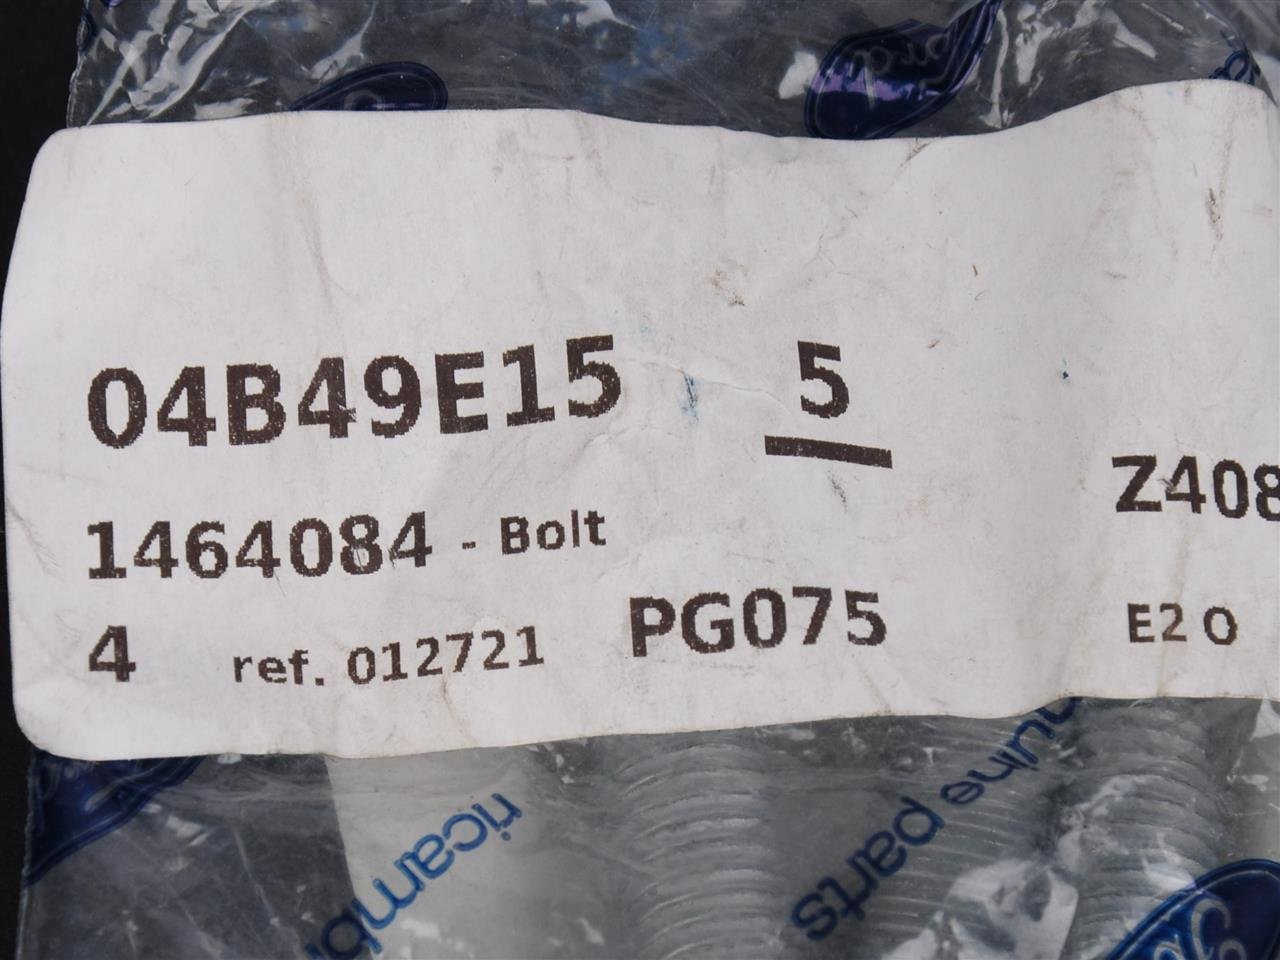 04B49E15 5
1464084 - Bolt Z408
4 ref. 012721 PG075 E2 O
ricambi
genuine parts